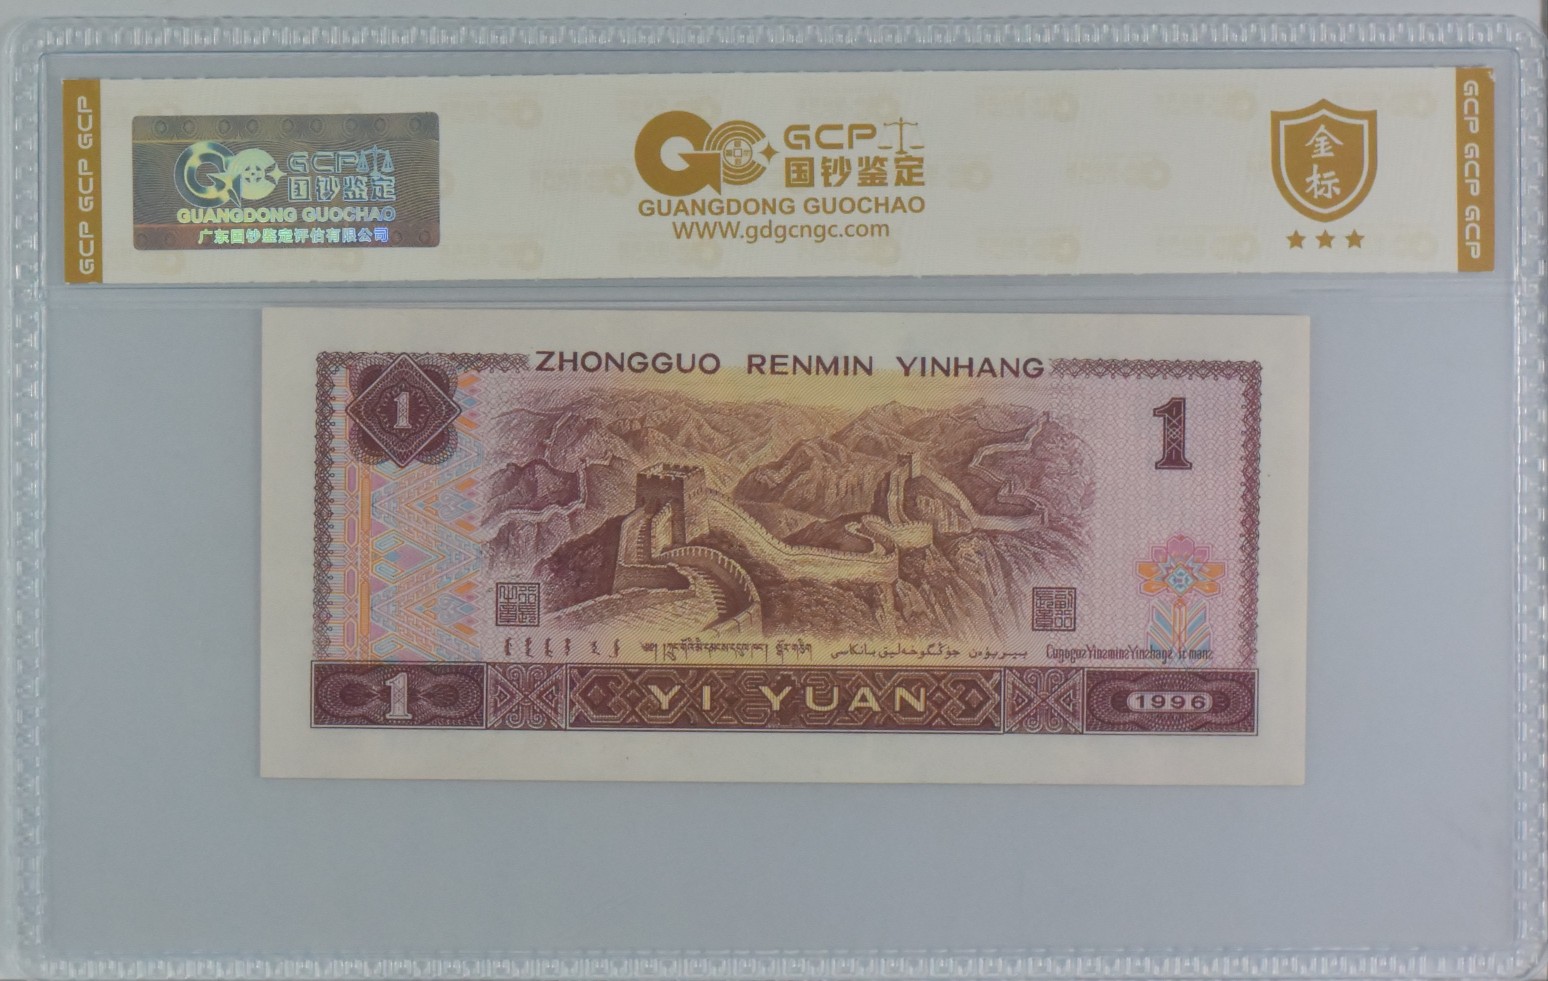 GCP GCP GCP
GCP
国钞鉴定
GUANGDONG GUOCHAO
广东国钞鉴定评估有限公司
GCP
国钞鉴定
GUANGDONG GUOCHAO
WWW.gdgcngc.com
金
标
GCP GCP GCP
ZHONGGUO RENMIN YINHANG
1
1
1 YI YUAN 1996